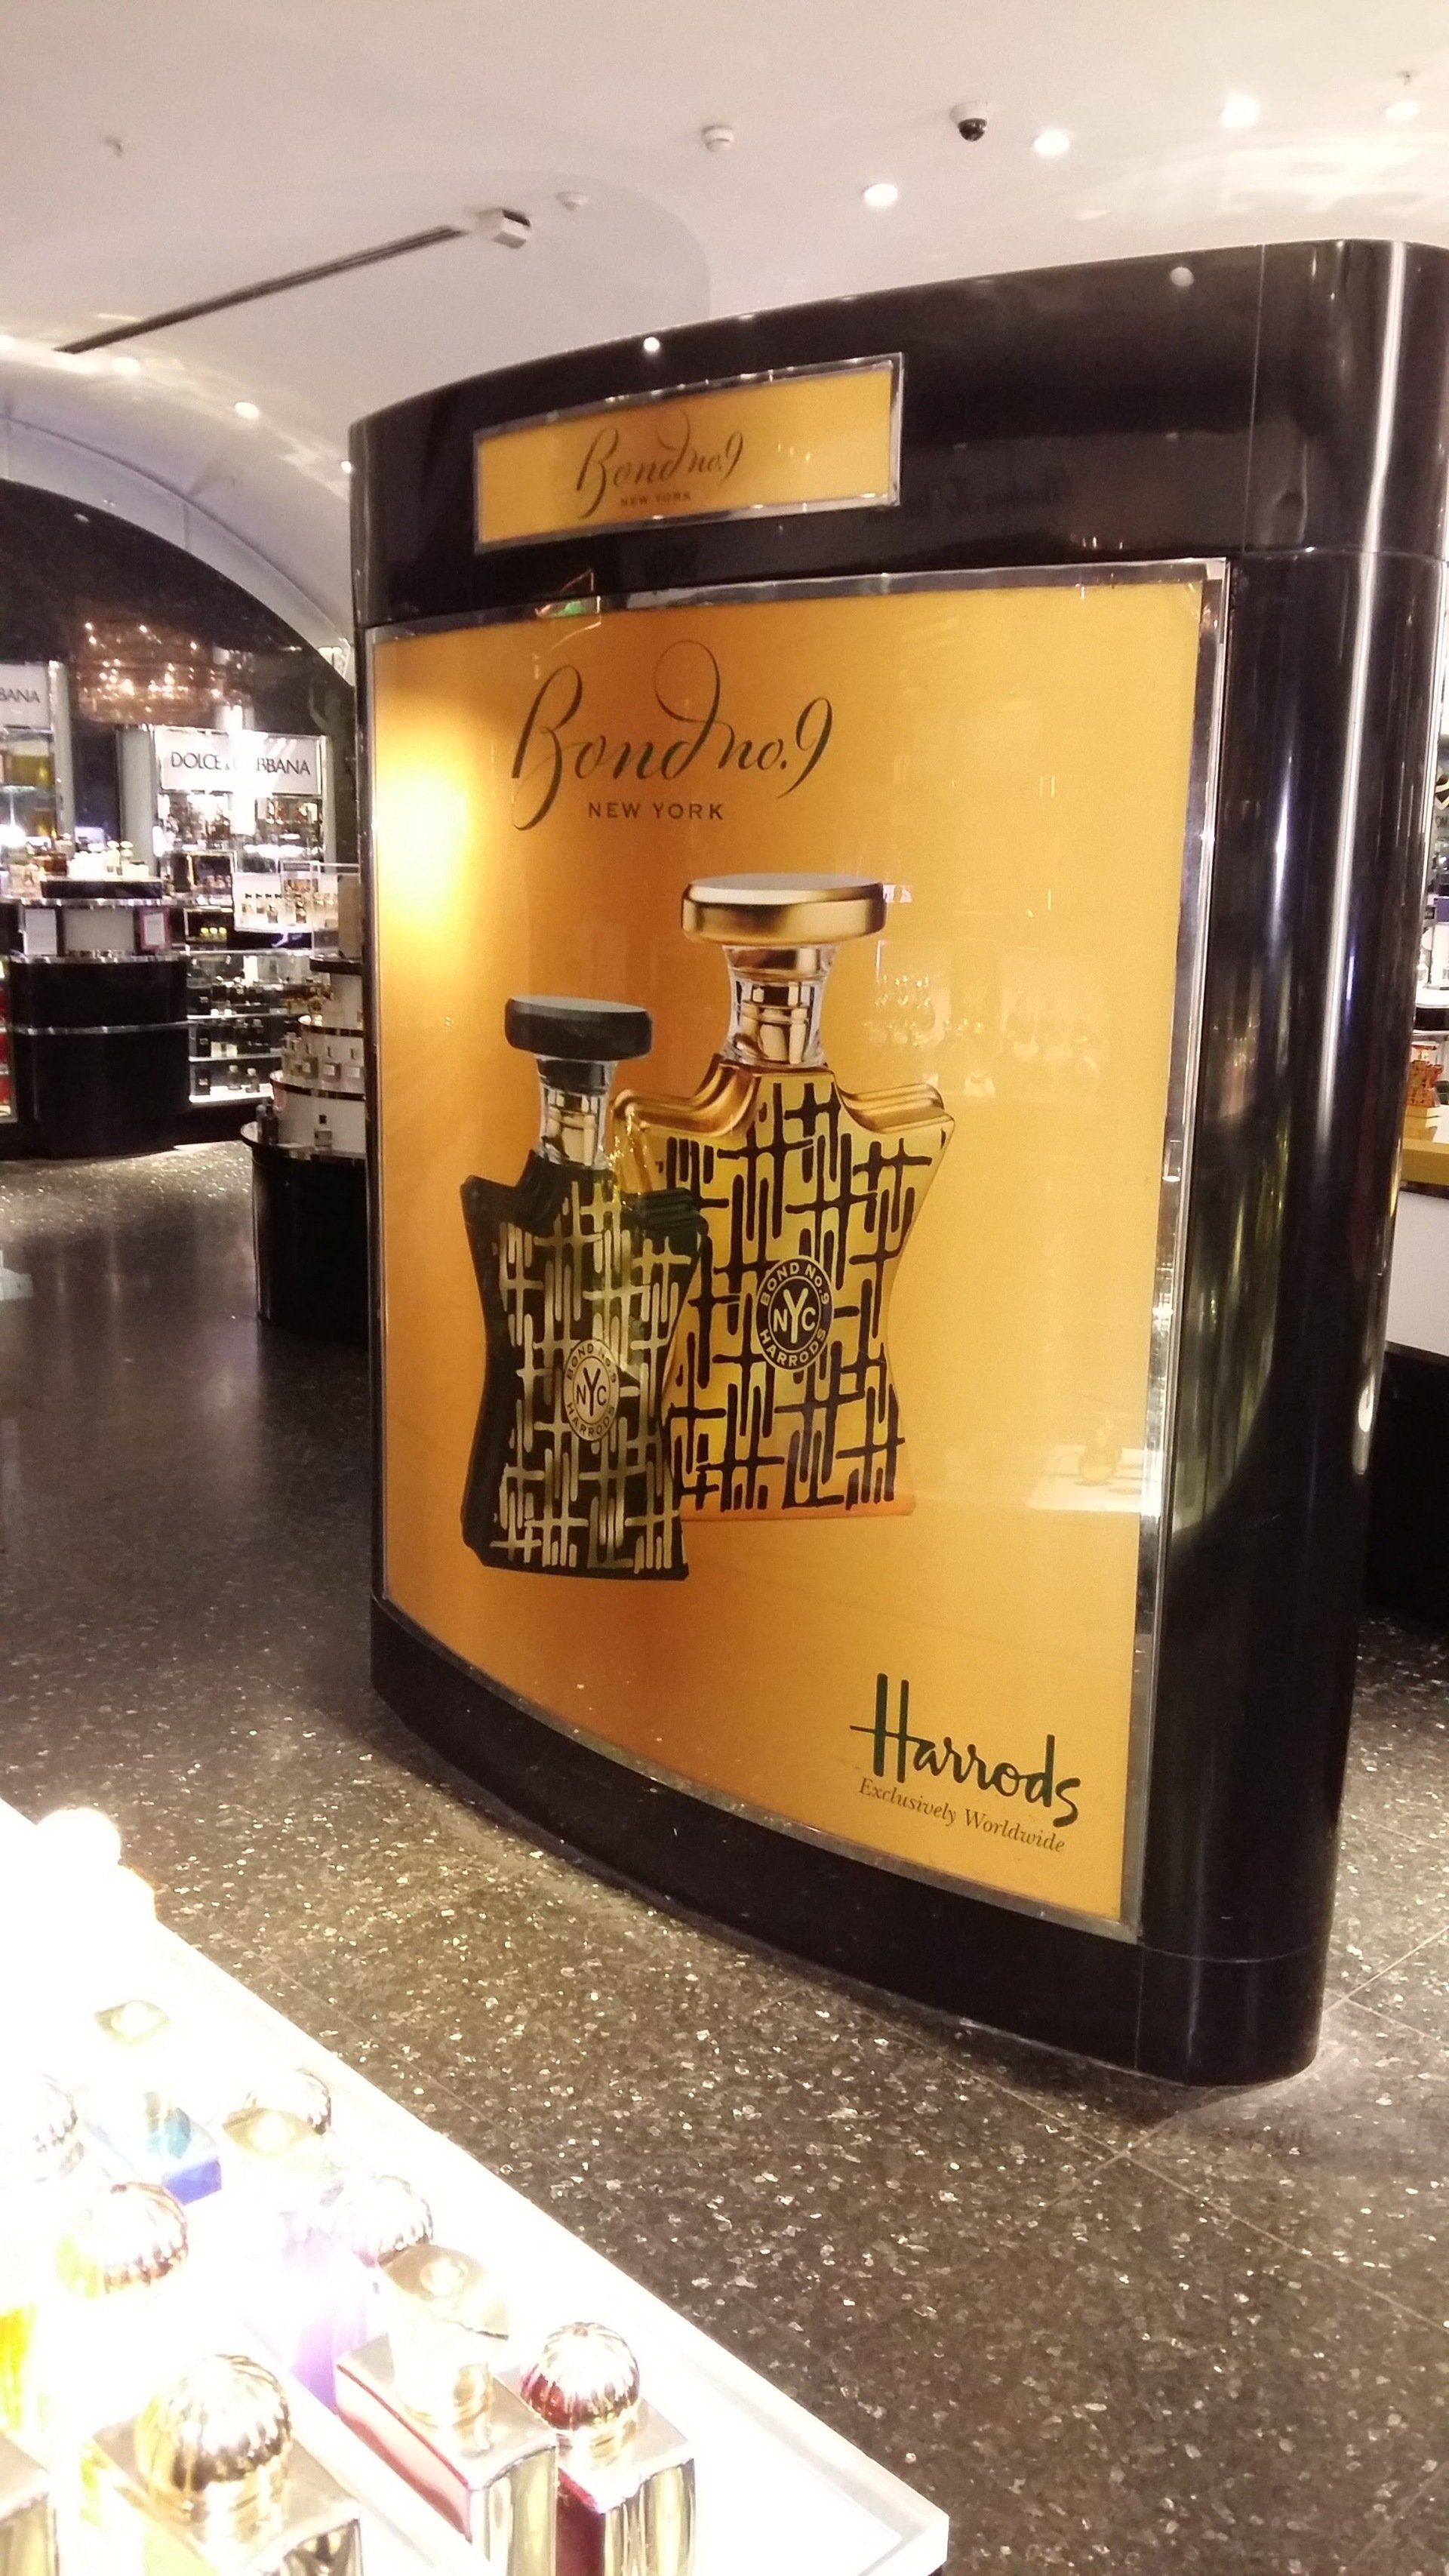 Bond no.9
NEW YORK
Bond no.9
NEW YORK
BANA
DOLCE & GABBANA
BOND NO.9
NYC
HARRODS
BOND NO.9
NYC
HARRODS
Harrods
Exclusively Worldwide